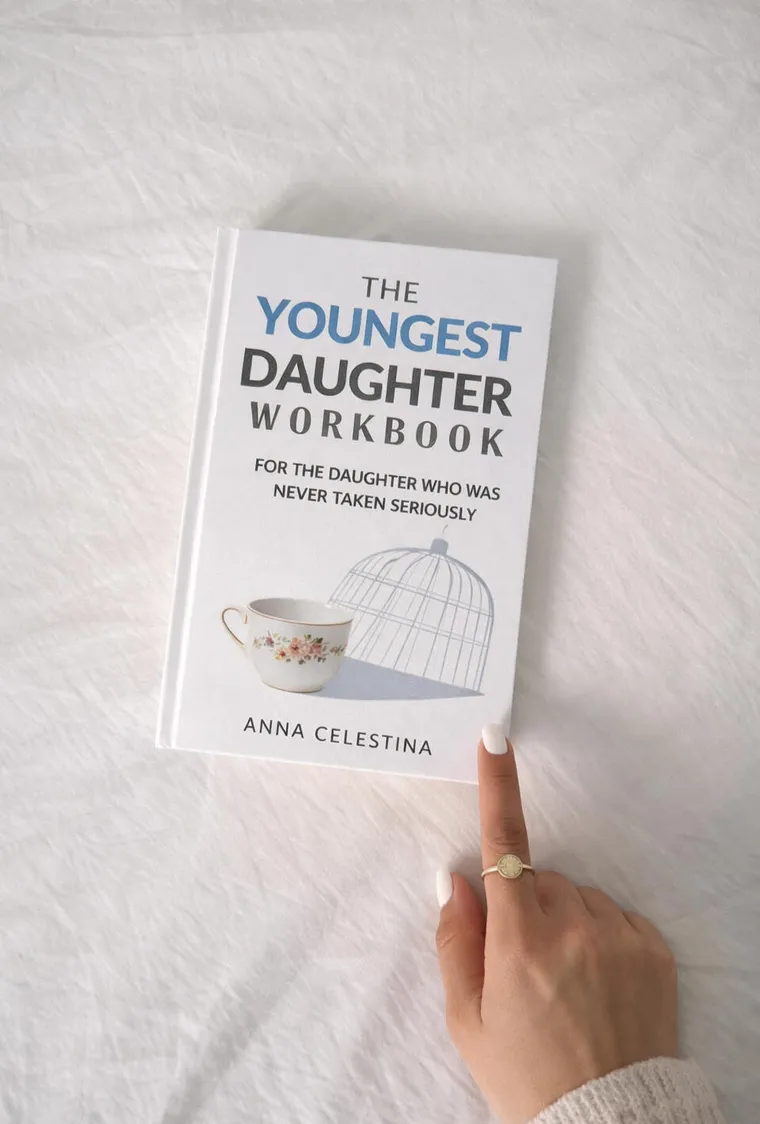 THE
YOUNGEST
DAUGHTER
WORKBOOK
FOR THE DAUGHTER WHO WAS
NEVER TAKEN SERIOUSLY
ANNA CELESTINA